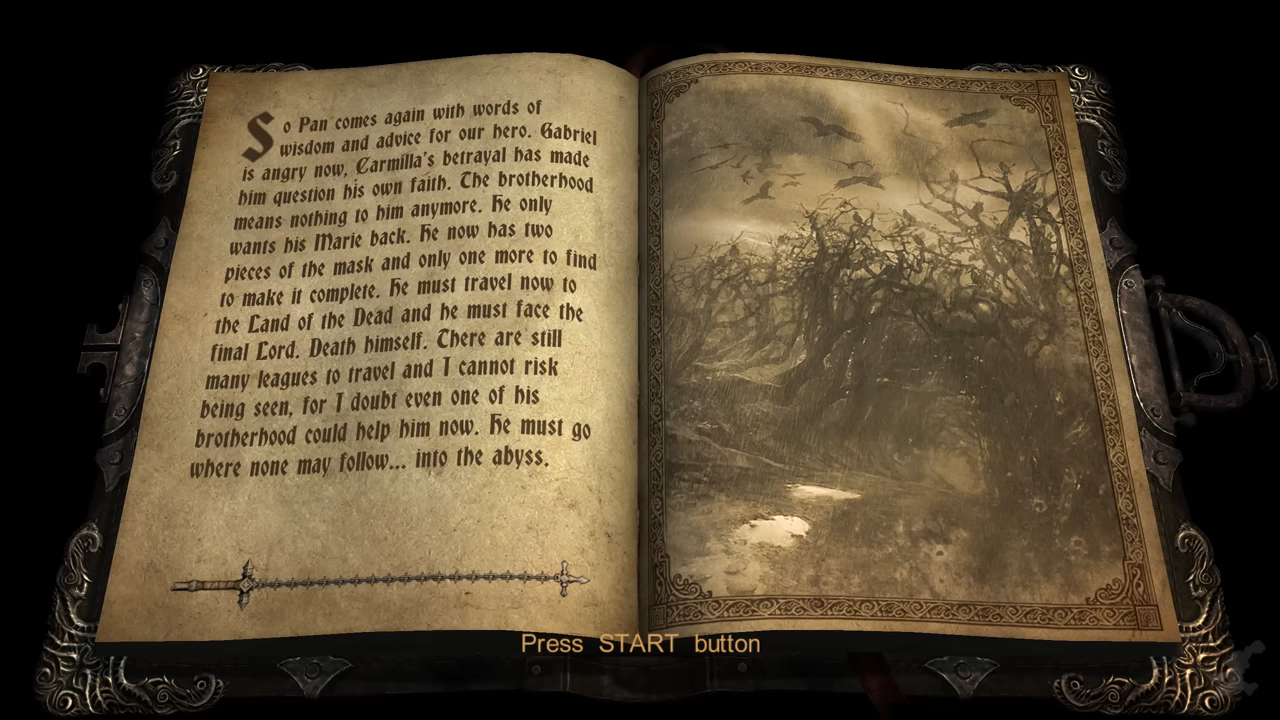 So Pan comes again with words of
wisdom and advice for our hero. Gabriel
is angry now, Carmilla's betrayal has made
him question his own faith. The brotherhood
means nothing to him anymore. He only
wants his Marie back. He now has two
pieces of the mask and only one more to find
to make it complete. He must travel now to
the Land of the Dead and he must face the
final Lord. Death himself. There are still
many leagues to travel and I cannot risk
being seen, for I doubt even one of his
brotherhood could help him now. He must go
where none may follow... into the abyss.
Press START button